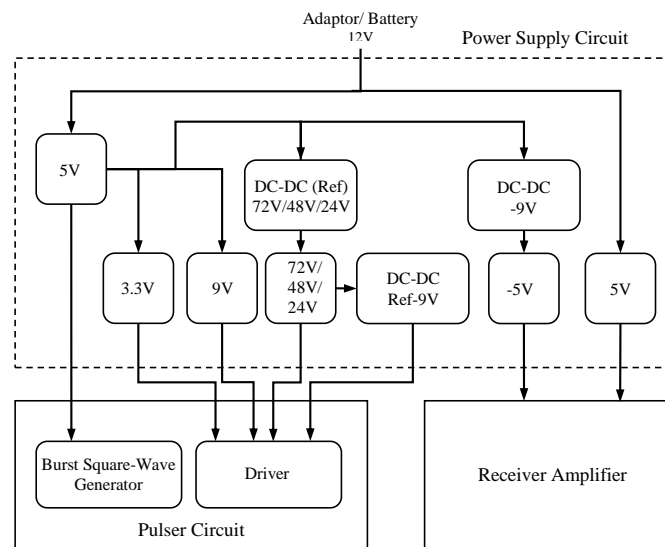 Adaptor/ Battery
12V
Power Supply Circuit
5V
DC-DC (Ref)
72V/48V/24V
DC-DC
-9V
3.3V
9V
72V/
48V/
24V
DC-DC
Ref-9V
-5V
5V
Burst Square-Wave
Generator
Driver
Receiver Amplifier
Pulser Circuit